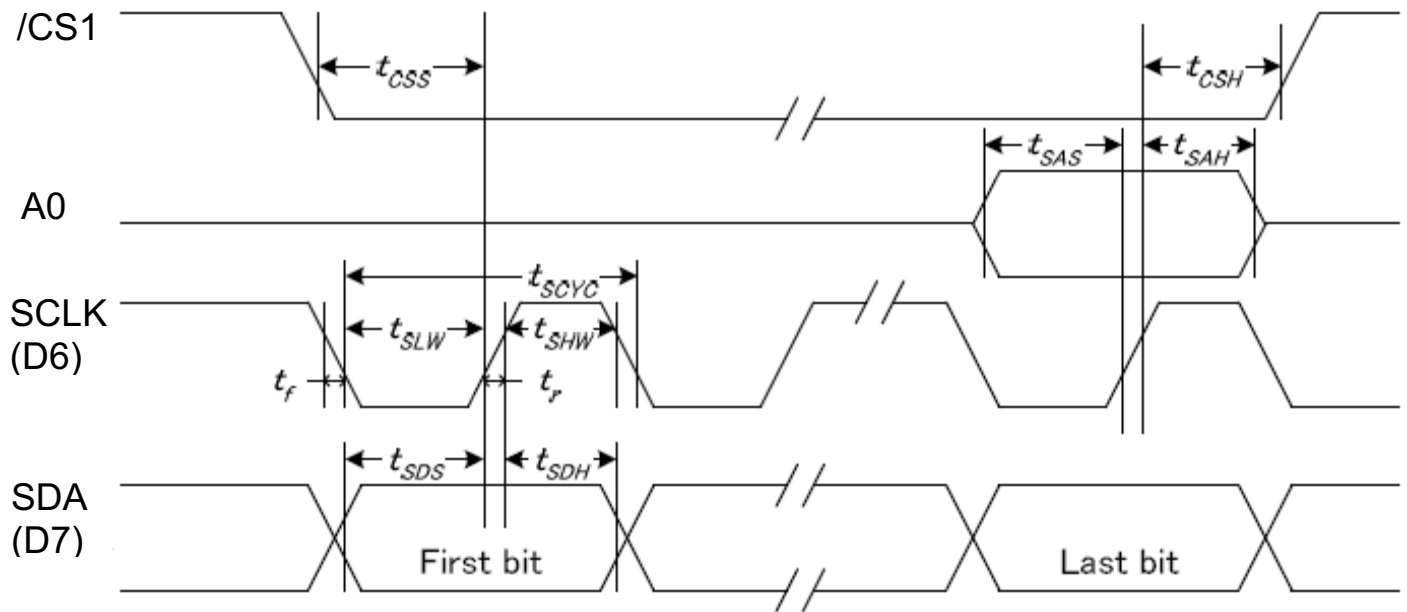 /CS1
tCSS
tCSH
tSAS
tSAH
A0
tSCYC
SCLK
(D6)
tSLW
tSHW
tf
tr
tSDS
tSDH
SDA
(D7)
First bit
Last bit